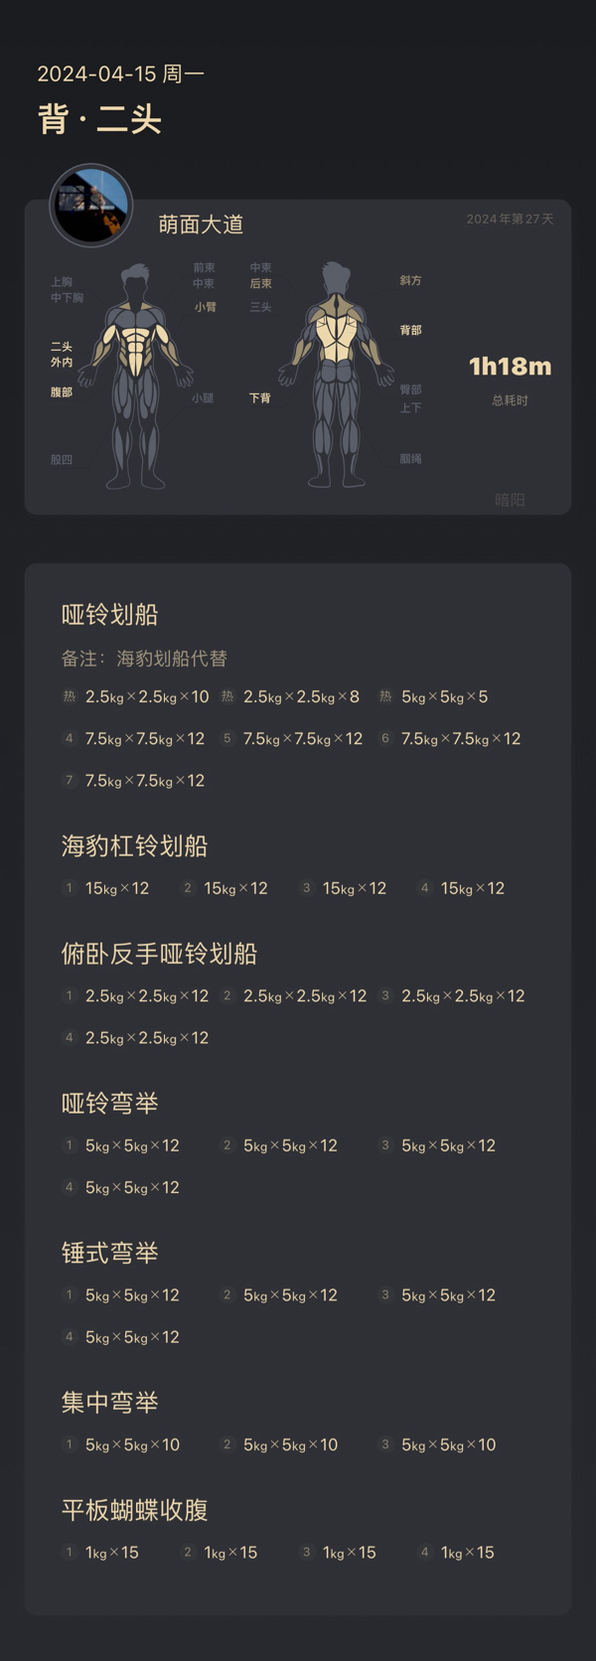 2024-04-15 周一
背 · 二头
萌面大道
2024年第27天
上胸
中下胸
二头
外内
腹部
股四
前束
中束
小臂
小腿
中束
后束
三头
下背
斜方
背部
臀部
上下
腘绳
1h18m
总耗时
暗阳
哑铃划船
备注：海豹划船代替
热 2.5kg×2.5kg×10 热 2.5kg×2.5kg×8 热 5kg×5kg×5
4 7.5kg×7.5kg×12 5 7.5kg×7.5kg×12 6 7.5kg×7.5kg×12
7 7.5kg×7.5kg×12
海豹杠铃划船
1 15kg×12 2 15kg×12 3 15kg×12 4 15kg×12
俯卧反手哑铃划船
1 2.5kg×2.5kg×12 2 2.5kg×2.5kg×12 3 2.5kg×2.5kg×12
4 2.5kg×2.5kg×12
哑铃弯举
1 5kg×5kg×12 2 5kg×5kg×12 3 5kg×5kg×12
4 5kg×5kg×12
锤式弯举
1 5kg×5kg×12 2 5kg×5kg×12 3 5kg×5kg×12
4 5kg×5kg×12
集中弯举
1 5kg×5kg×10 2 5kg×5kg×10 3 5kg×5kg×10
平板蝴蝶收腹
1 1kg×15 2 1kg×15 3 1kg×15 4 1kg×15